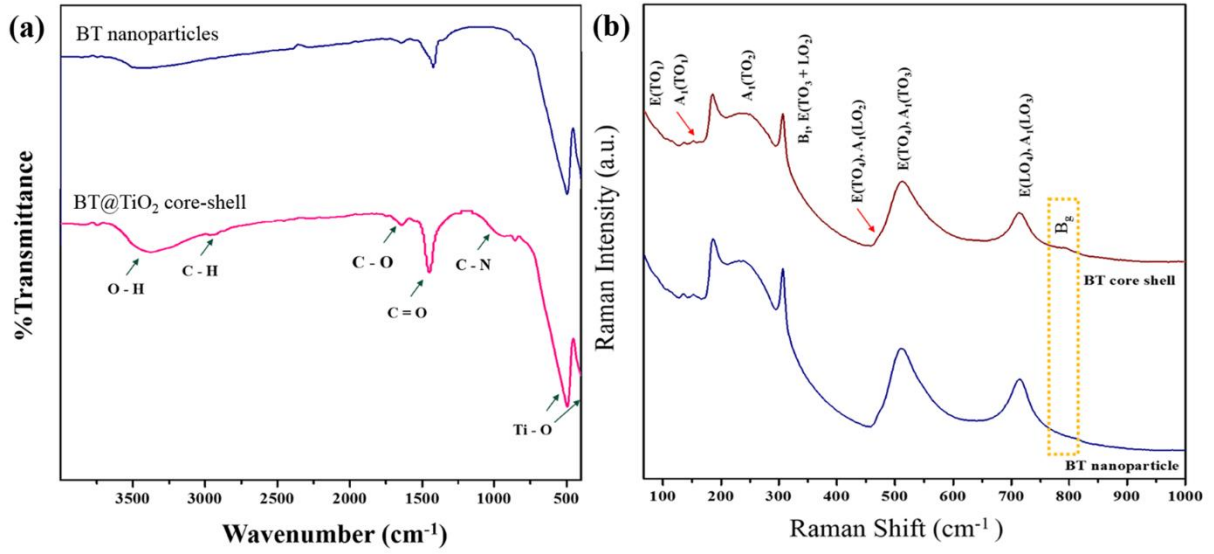 (a)
BT nanoparticles
BT@TiO₂ core-shell
O - H
C - H
C - O
C = O
C - N
Ti - O
%Transmittance
3500 3000 2500 2000 1500 1000 500
Wavenumber (cm⁻¹)
(b)
E(TO₁)
A₁(TO₁)
A₁(TO₂)
B₁, E(TO₃ + LO₂)
E(TO₄), A₁(LO₂)
E(TO₄), A₁(TO₃)
E(LO₄), A₁(LO₃)
Bg
BT core shell
BT nanoparticle
Raman Intensity (a.u.)
100 200 300 400 500 600 700 800 900 1000
Raman Shift (cm⁻¹)